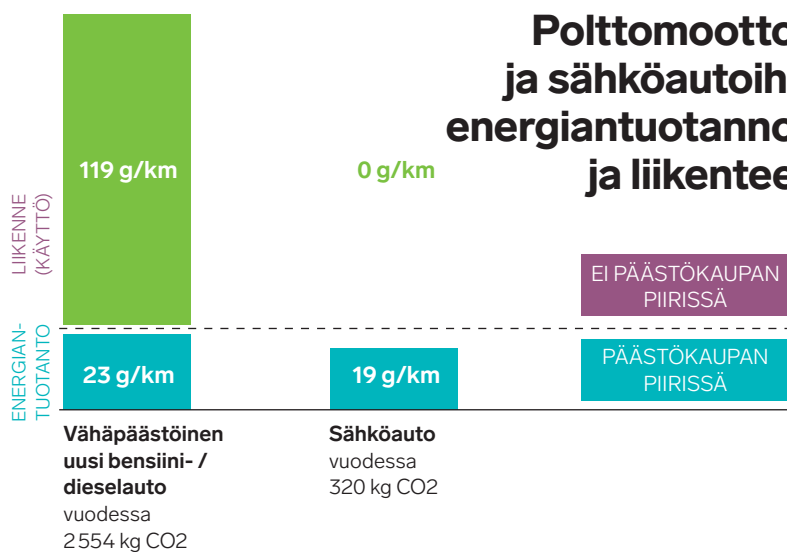 Polttomootto
ja sähköautoih
energiantuotanno
ja liikentee
119 g/km
0 g/km
LIIKENNE
(KÄYTTÖ)
EI PÄÄSTÖKAUPAN
PIIRISSÄ
ENERGIAN-
TUOTANTO
23 g/km
19 g/km
PÄÄSTÖKAUPAN
PIIRISSÄ
Vähäpäästöinen
uusi bensiini- /
dieselauto
vuodessa
2 554 kg CO2
Sähköauto
vuodessa
320 kg CO2